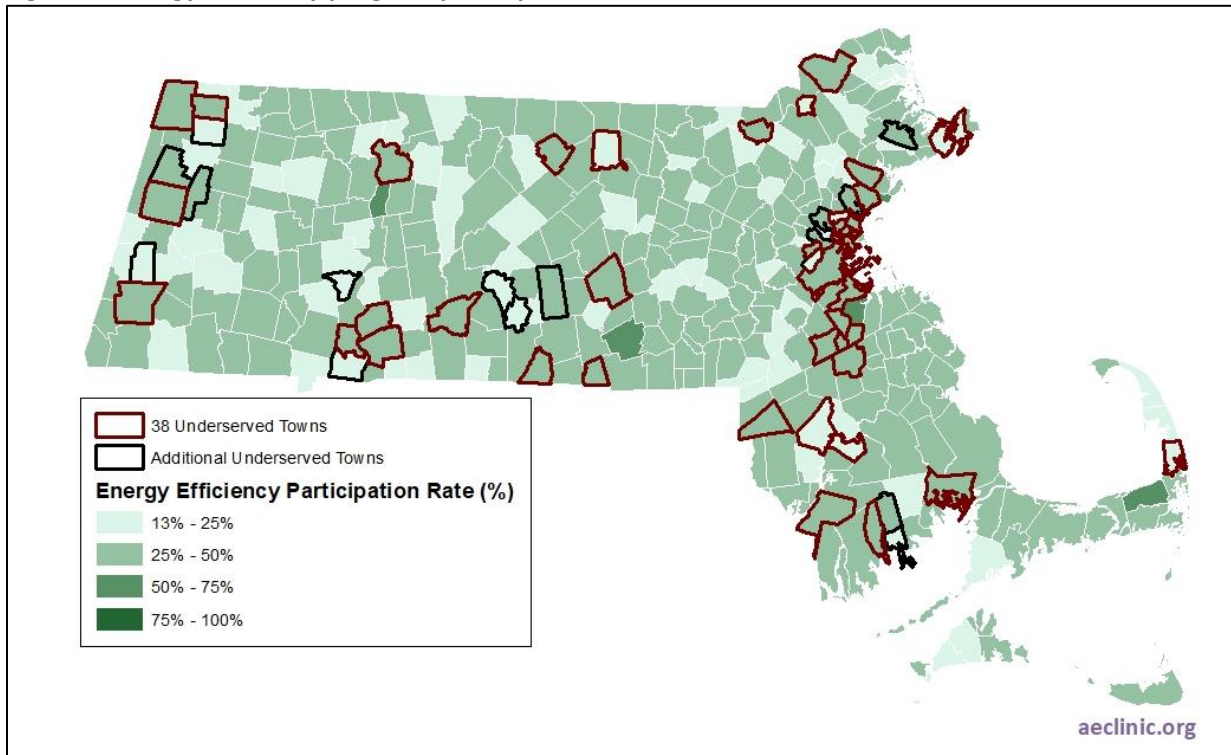 38 Underserved Towns
Additional Underserved Towns
Energy Efficiency Participation Rate (%)
13% - 25%
25% - 50%
50% - 75%
75% - 100%
aeclinic.org